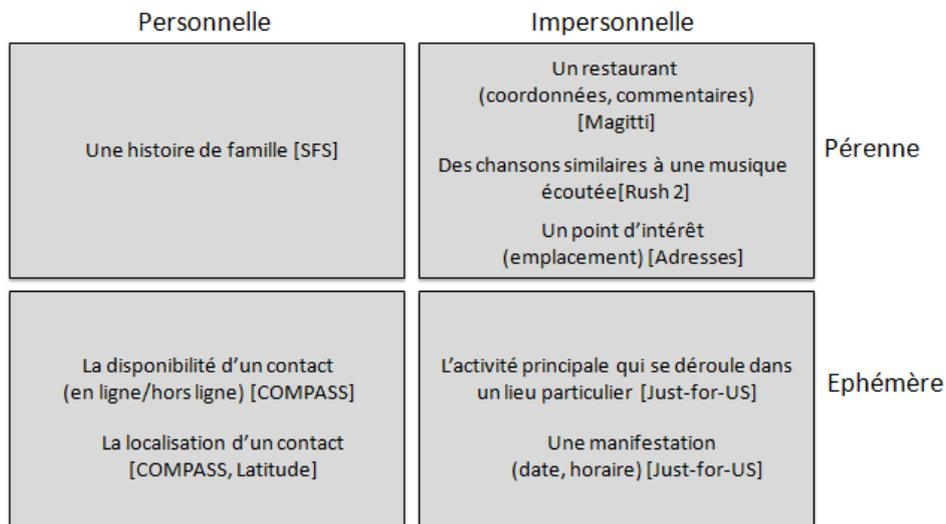 Personnelle
Impersonnelle
Une histoire de famille [SFS]
Un restaurant
(coordonnées, commentaires)
[Magitti]
Des chansons similaires à une musique
écoutée[Rush 2]
Un point d'intérêt
(emplacement) [Adresses]
Pérenne
La disponibilité d'un contact
(en ligne/hors ligne) [COMPASS]
La localisation d'un contact
[COMPASS, Latitude]
L'activité principale qui se déroule dans
un lieu particulier [Just-for-US]
Une manifestation
(date, horaire) [Just-for-US]
Ephémère